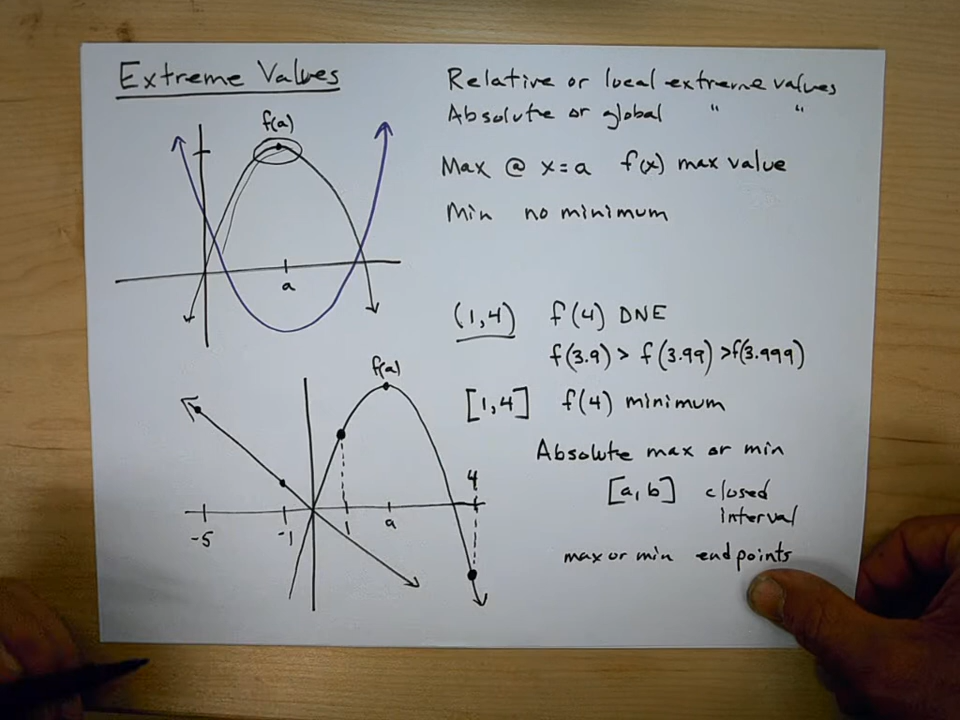 Extreme Values
f(a)
a
Relative or local extreme values
Absolute or global " "
Max @ x=a f(x) max value
Min no minimum
(1,4) f(4) DNE
f(3.9) > f(3.99) >f(3.999)
[1,4] f(4) minimum
f(a)
-5 -1 1 a 4
Absolute max or min
[a,b] closed
interval
max or min endpoints